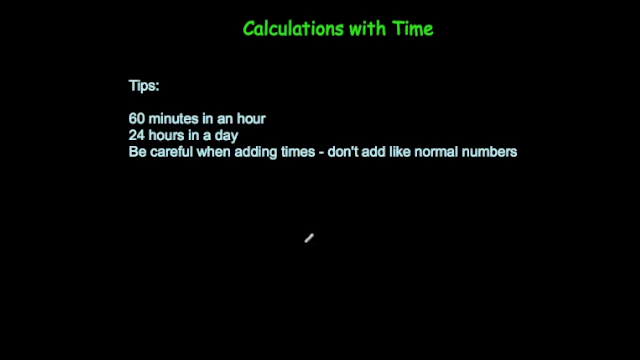 Calculations with Time
Tips:
60 minutes in an hour
24 hours in a day
Be careful when adding times - don't add like normal numbers